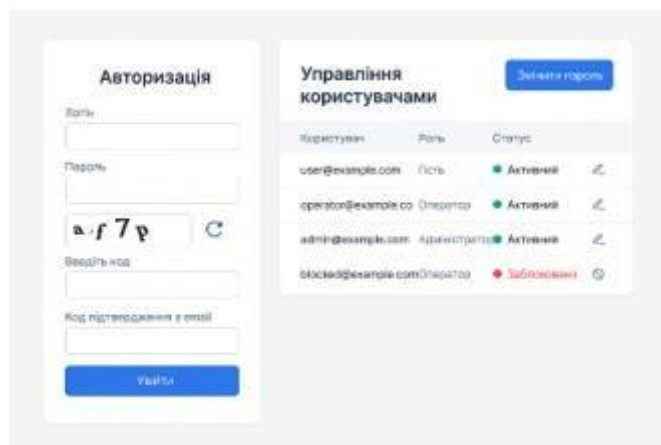 Авторизація
Логін
Пароль
a f 7 p
Введіть код
Код підтвердження з email
Увійти
Управління
користувачами
Змінити пароль
Користувач Роль Статус
user@example.com Гість Активний
operator@example.co Оператор Активний
admin@example.com Адміністратор Активний
blocked@example.com Оператор Заблоковано